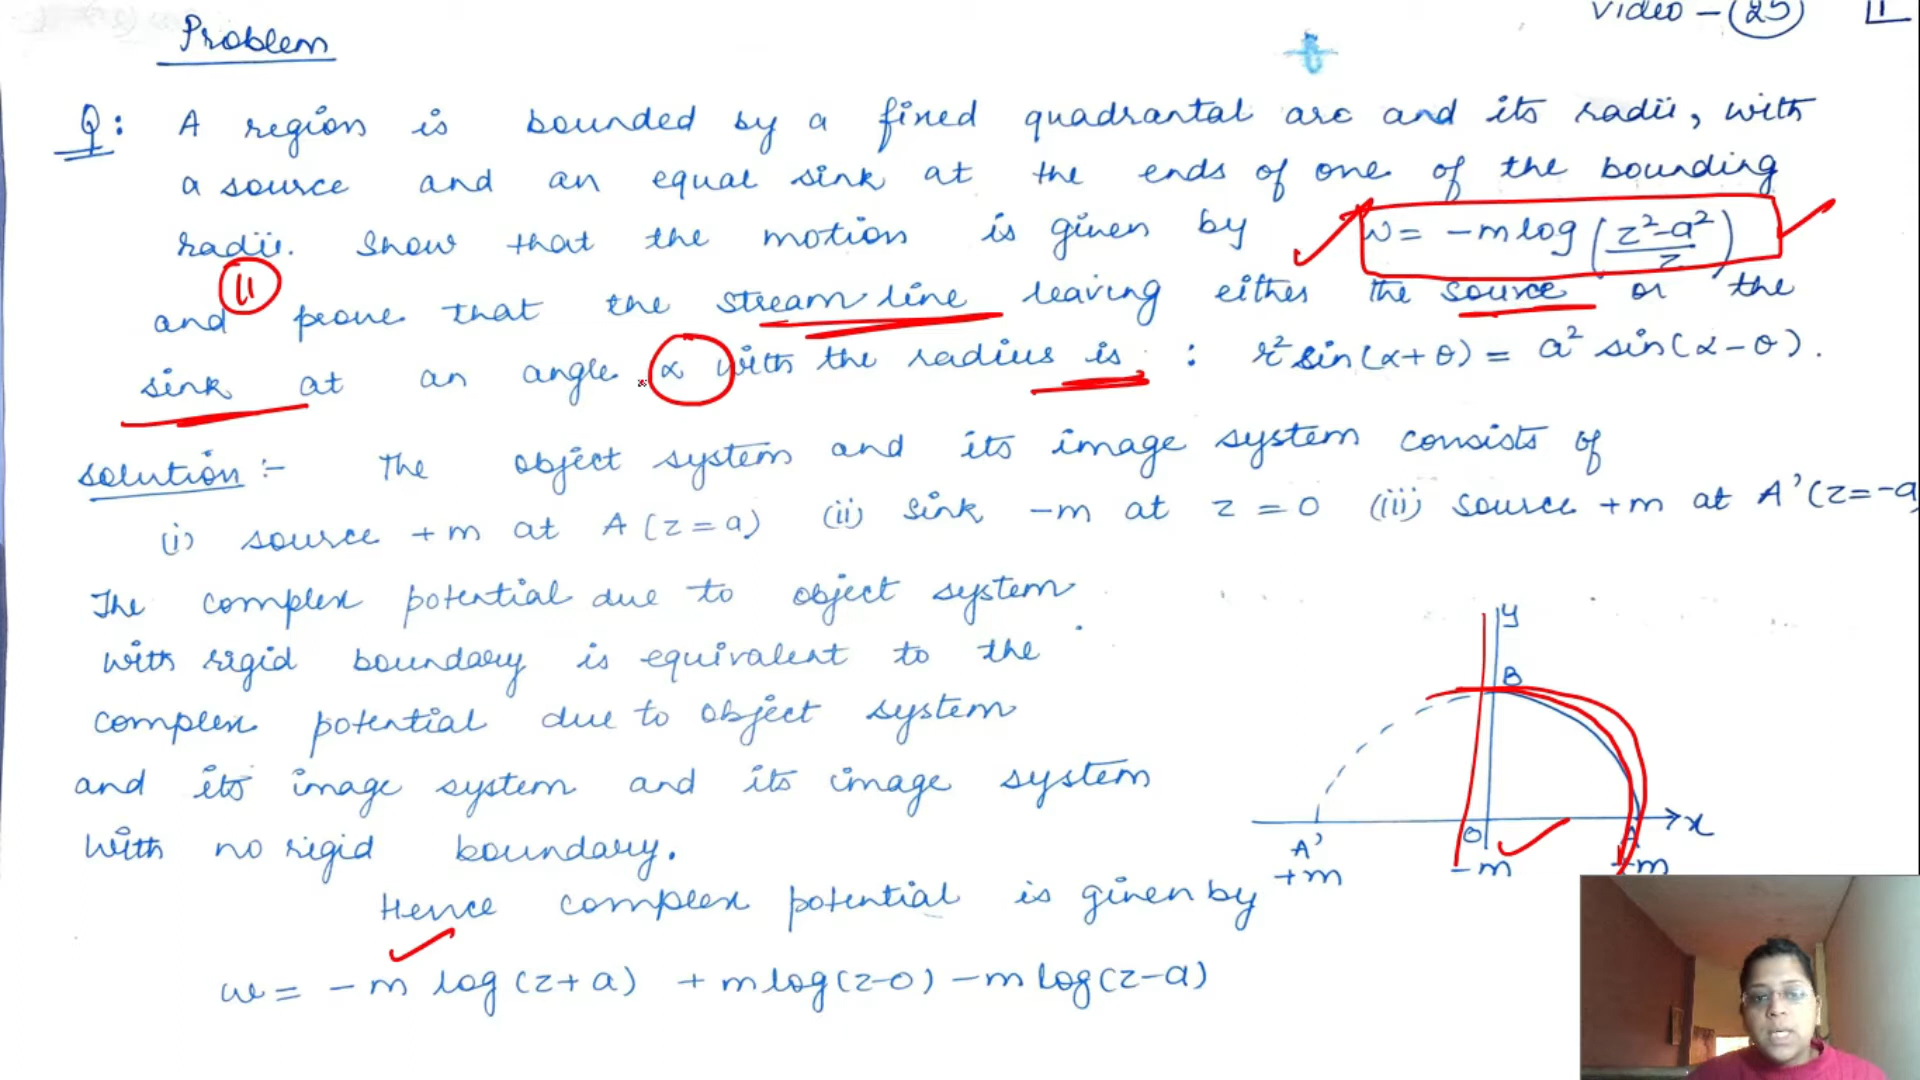 Video - (25) 1
Problem
Q: A region is bounded by a fixed quadrantal arc and its radii, with
a source and an equal sink at the ends of one of the bounding
radii. Show that the motion is given by w = -m log (z²-a² / z)
and (ii) prove that the stream line leaving either the source or the
sink at an angle α with the radius is : r² sin(α+θ) = a² sin(α-θ).
Solution :- The object system and its image system consists of
(i) source +m at A (z=a) (ii) sink -m at z = 0 (iii) source +m at A' (z=-a)
The complex potential due to object system
with rigid boundary is equivalent to the
complex potential due to object system
and its image system and its image system
with no rigid boundary.
Hence complex potential is given by
w = -m log (z+a) + m log(z-0) - m log(z-a)
y
B
A' O A x
+m -m +m